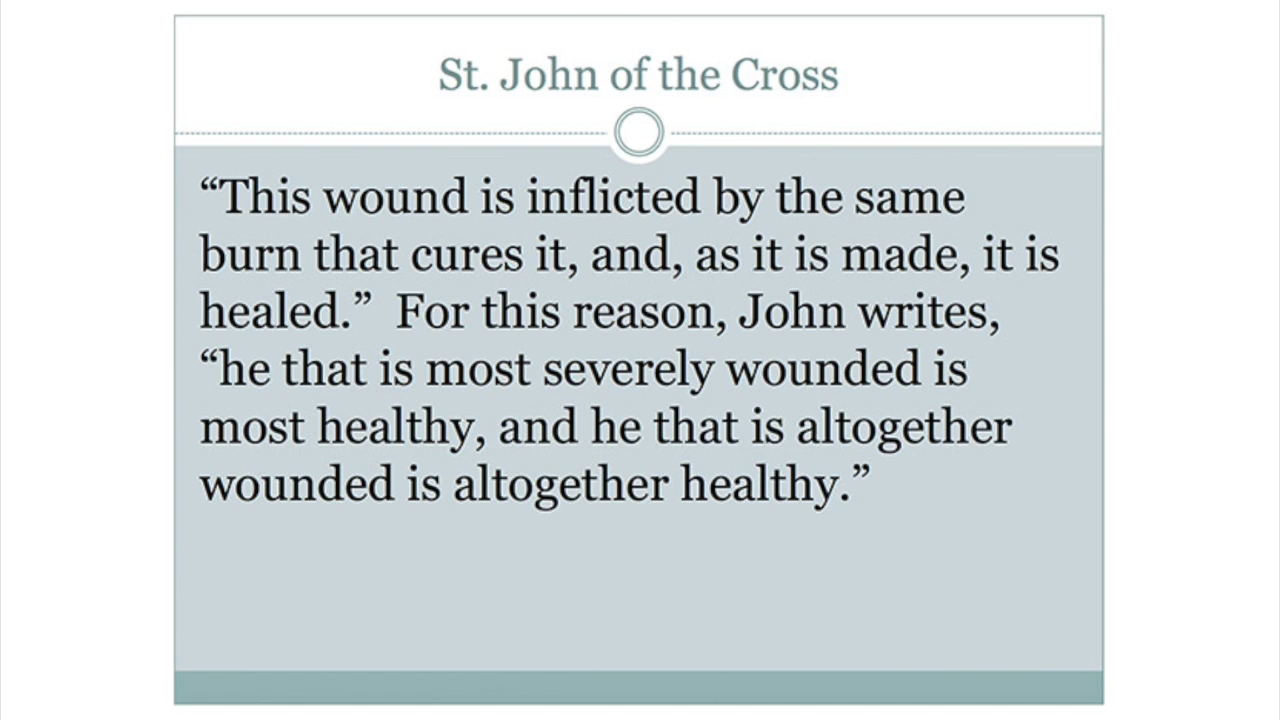 St. John of the Cross
“This wound is inflicted by the same
burn that cures it, and, as it is made, it is
healed.”  For this reason, John writes,
“he that is most severely wounded is
most healthy, and he that is altogether
wounded is altogether healthy.”